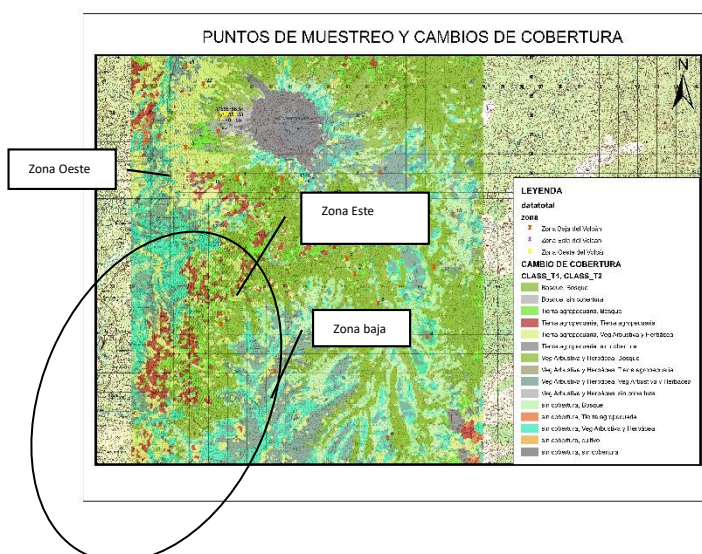 PUNTOS DE MUESTREO Y CAMBIOS DE COBERTURA
N
Zona Oeste
Zona Este
Zona baja
LEYENDA
datatotal
zona
Zona Baja del Volcán
Zona Este del Volcán
Zona Oeste del Volcán
CAMBIO DE COBERTURA
CLASS_T1, CLASS_T2
Bosque, Bosque
Bosque, sin cobertura
Tierra agropecuaria, Bosque
Tierra agropecuaria, Tierra agropecuaria
Tierra agropecuaria, Veg Arbustiva y Herbácea
Tierra agropecuaria, sin cobertura
Veg Arbustiva y Herbácea, Bosque
Veg Arbustiva y Herbácea, Tierra agropecuaria
Veg Arbustiva y Herbácea, Veg Arbustiva y Herbácea
Veg Arbustiva y Herbácea, sin cobertura
sin cobertura, Bosque
sin cobertura, Tierra agropecuaria
sin cobertura, Veg Arbustiva y Herbácea
sin cobertura, cultivo
sin cobertura, sin cobertura